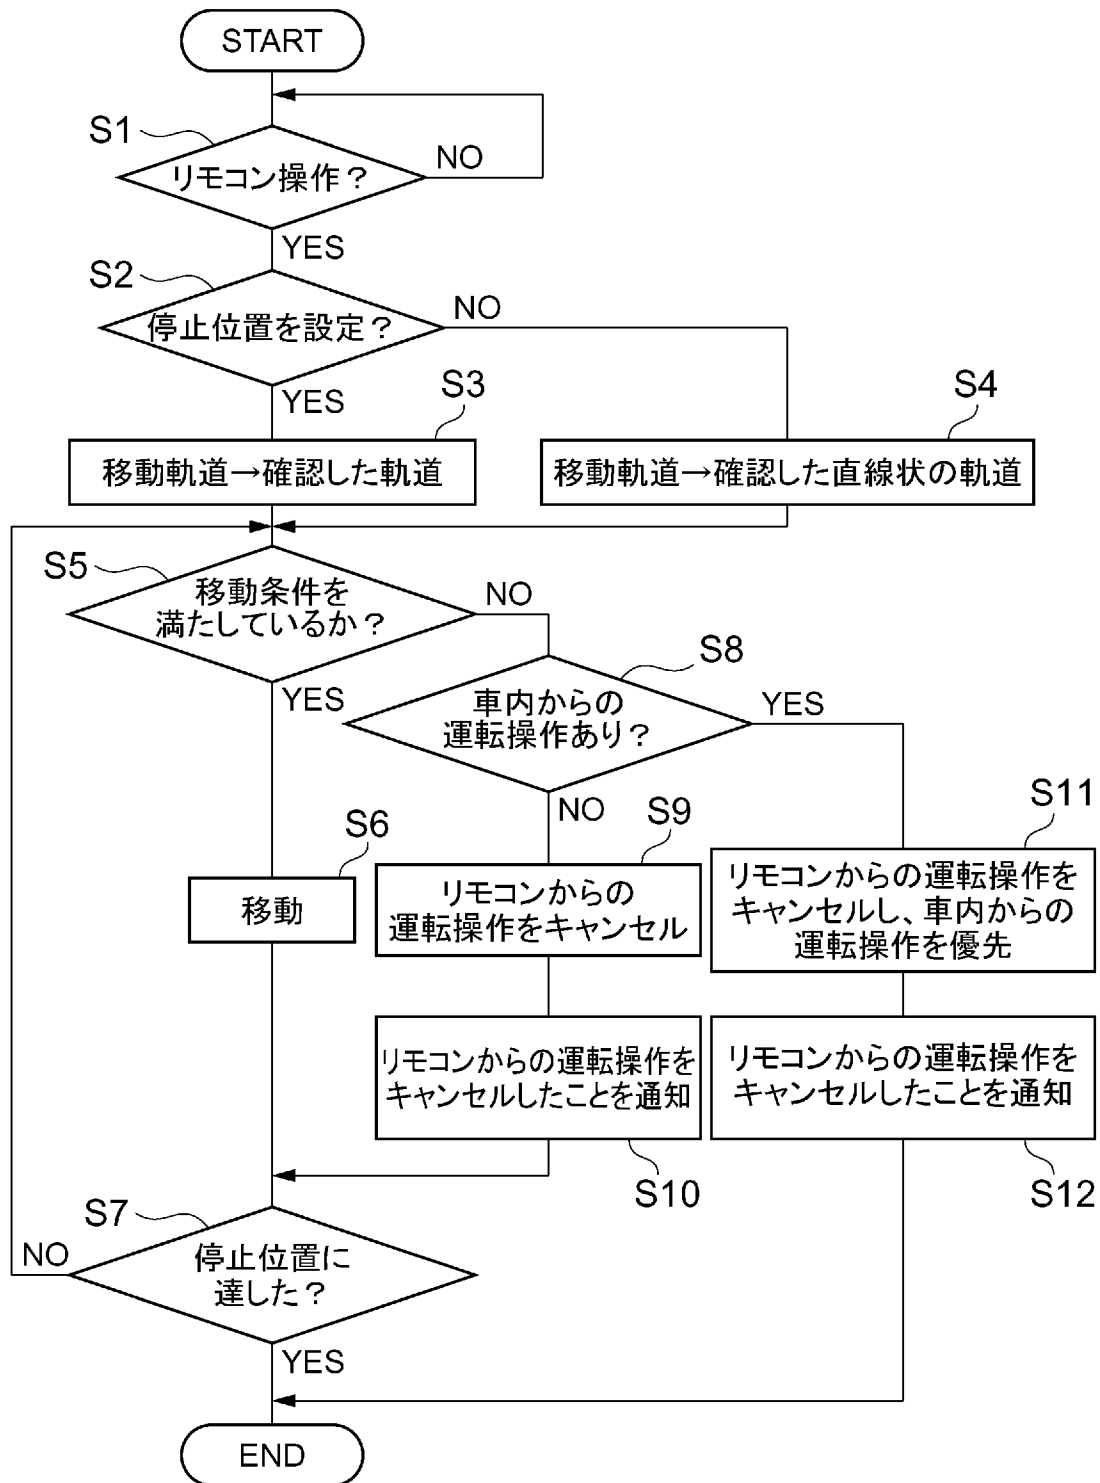 START
S1
リモコン操作？
NO
YES
S2
停止位置を設定？
NO
YES
S3
移動軌道→確認した軌道
S4
移動軌道→確認した直線状の軌道
S5
移動条件を
満たしているか？
NO
YES
S8
車内からの
運転操作あり？
YES
NO
S6
移動
S9
リモコンからの
運転操作をキャンセル
S11
リモコンからの運転操作を
キャンセルし、車内からの
運転操作を優先
リモコンからの運転操作を
キャンセルしたことを通知
S10
リモコンからの運転操作を
キャンセルしたことを通知
S12
S7
停止位置に
達した？
NO
YES
END